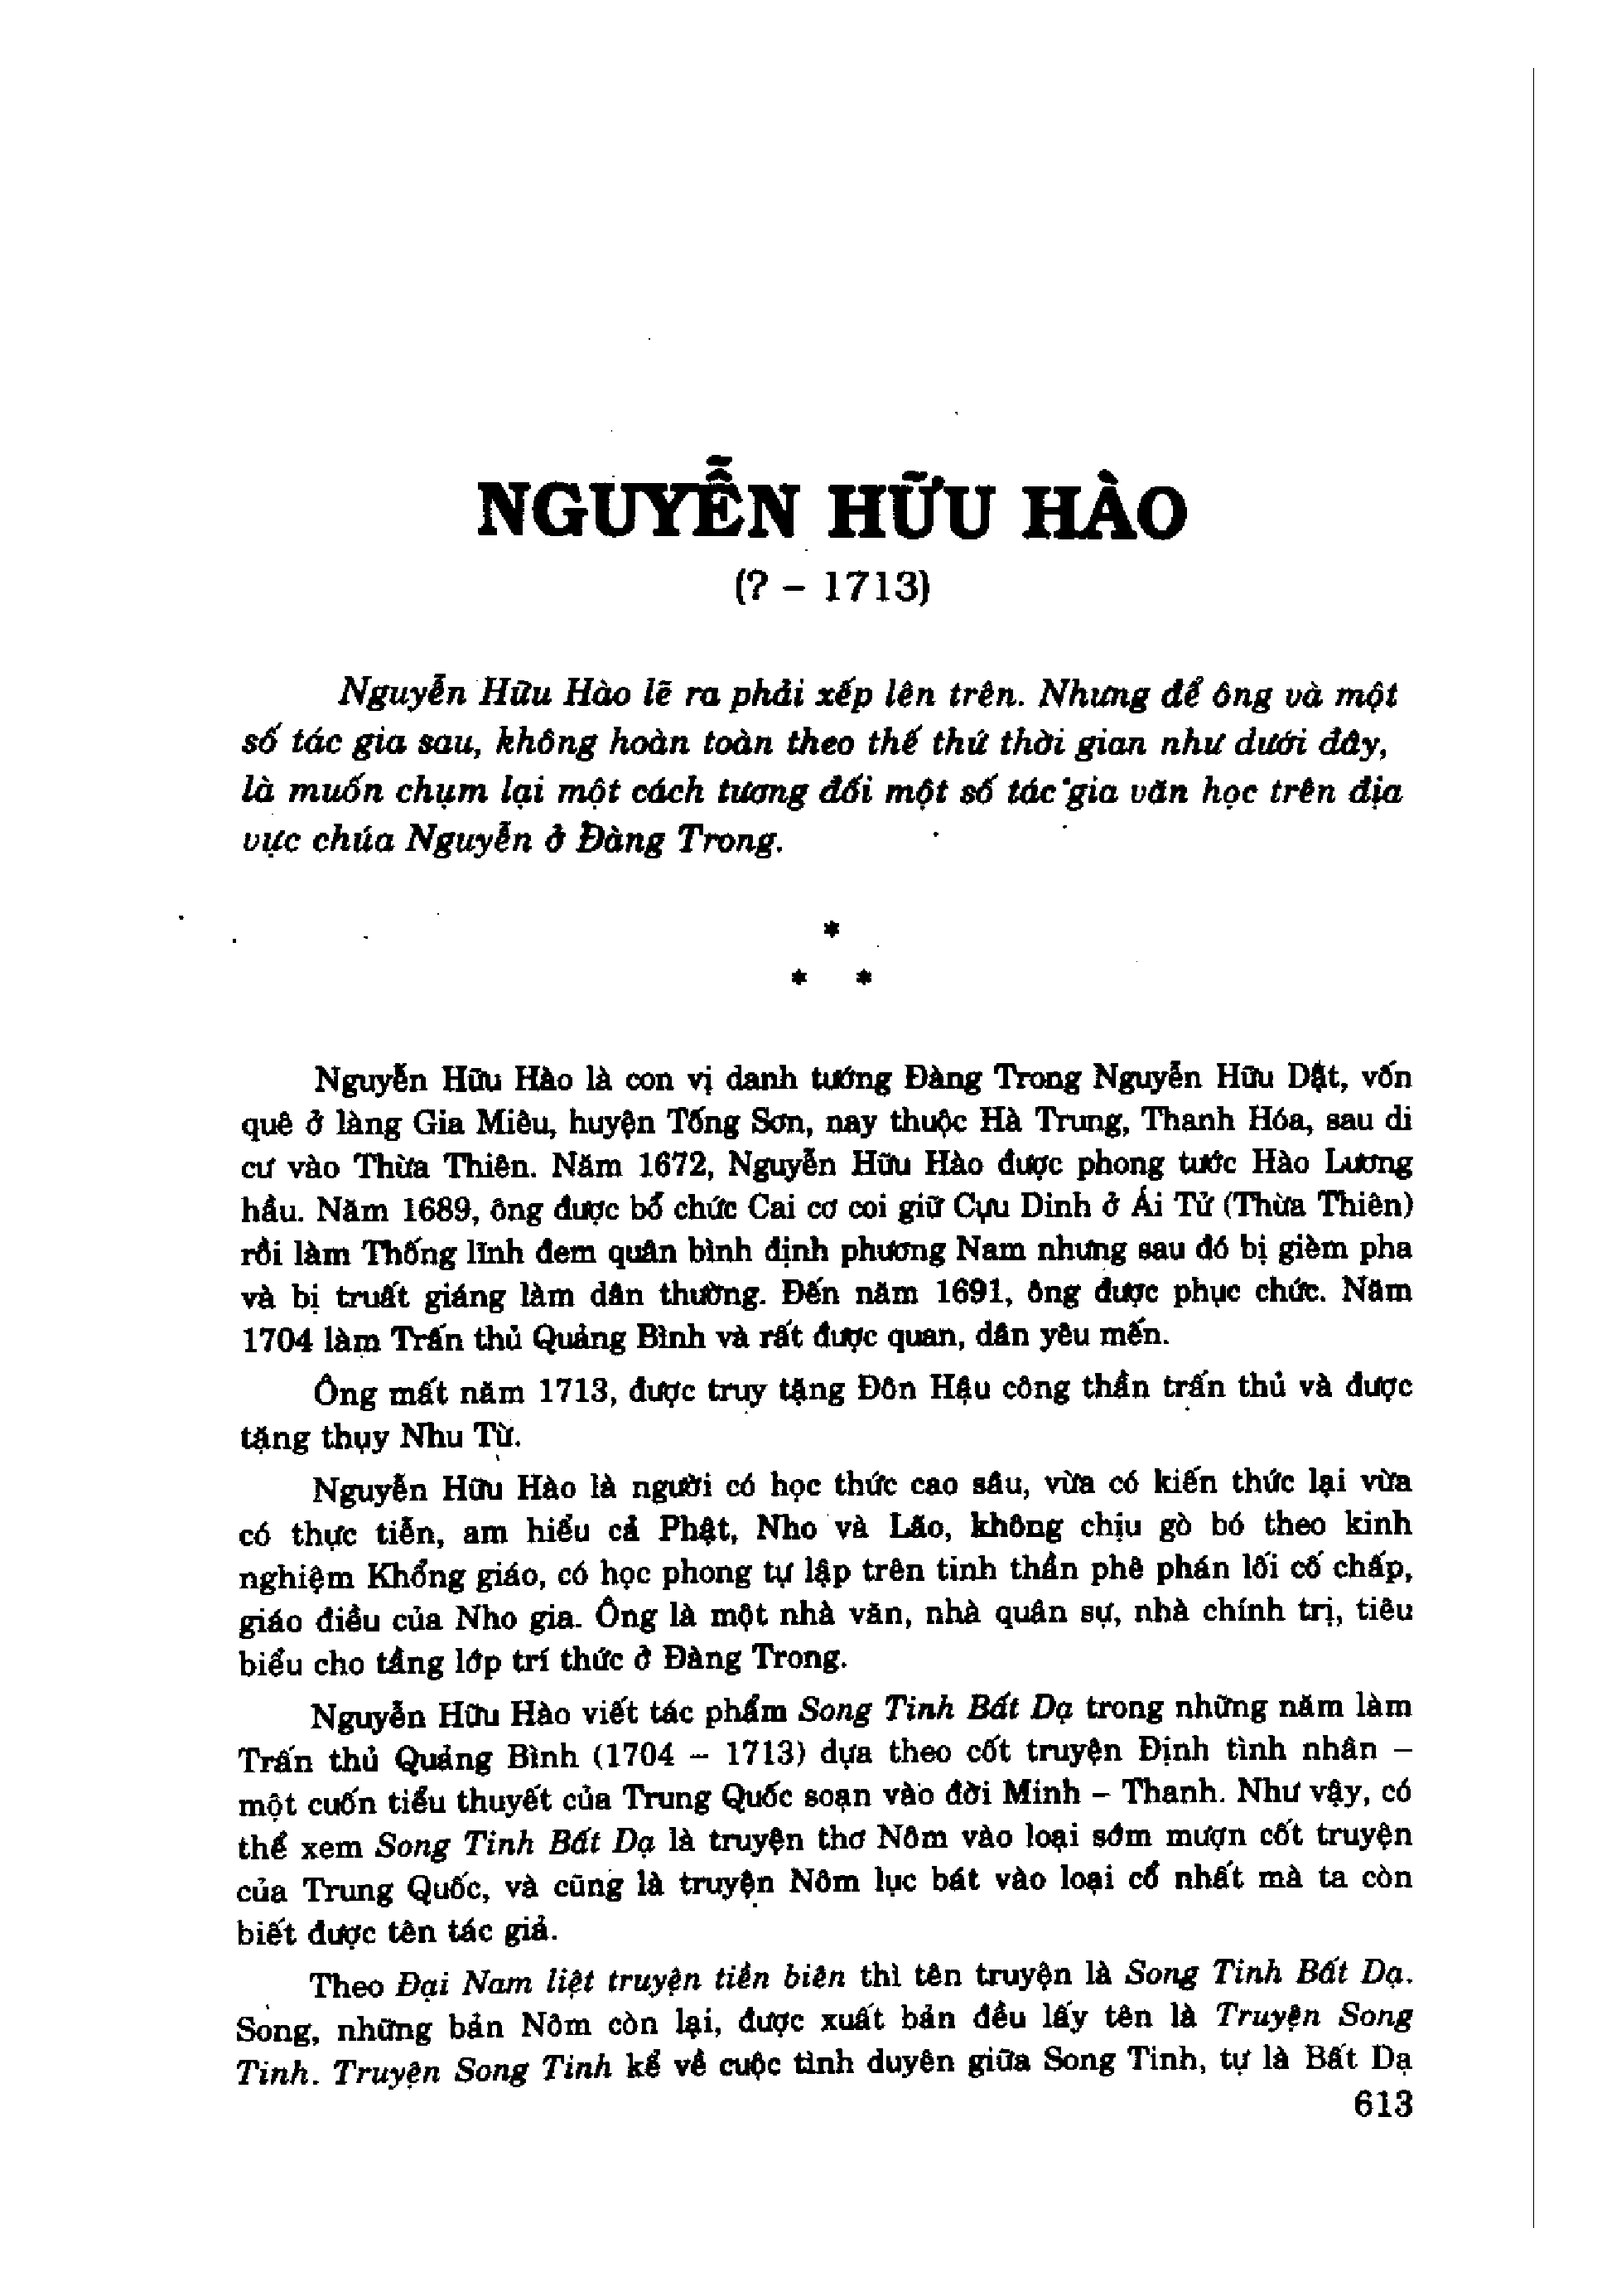 NGUYỄN HỮU HÀO
(? – 1713)
Nguyễn Hữu Hào lẽ ra phải xếp lên trên. Nhưng để ông và một
số tác gia sau, không hoàn toàn theo thế thứ thời gian như dưới đây,
là muốn chụm lại một cách tương đối một số tác gia văn học trên địa
vực chúa Nguyễn ở Đàng Trong.
*
* *
Nguyễn Hữu Hào là con vị danh tướng Đàng Trong Nguyễn Hữu Dật, vốn
quê ở làng Gia Miêu, huyện Tống Sơn, nay thuộc Hà Trung, Thanh Hóa, sau di
cư vào Thừa Thiên. Năm 1672, Nguyễn Hữu Hào được phong tước Hào Lương
hầu. Năm 1689, ông được bổ chức Cai cơ coi giữ Cựu Dinh ở Ái Tử (Thừa Thiên)
rồi làm Thống lĩnh đem quân bình định phương Nam nhưng sau đó bị gièm pha
và bị truất giáng làm dân thường. Đến năm 1691, ông được phục chức. Năm
1704 làm Trấn thủ Quảng Bình và rất được quan, dân yêu mến.
Ông mất năm 1713, được truy tặng Đôn Hậu công thần trấn thủ và được
tặng thụy Nhu Từ.
Nguyễn Hữu Hào là người có học thức cao sâu, vừa có kiến thức lại vừa
có thực tiễn, am hiểu cả Phật, Nho và Lão, không chịu gò bó theo kinh
nghiệm Khổng giáo, có học phong tự lập trên tinh thần phê phán lối cố chấp,
giáo điều của Nho gia. Ông là một nhà văn, nhà quân sự, nhà chính trị, tiêu
biểu cho tầng lớp trí thức ở Đàng Trong.
Nguyễn Hữu Hào viết tác phẩm Song Tinh Bất Dạ trong những năm làm
Trấn thủ Quảng Bình (1704 – 1713) dựa theo cốt truyện Định tình nhân –
một cuốn tiểu thuyết của Trung Quốc soạn vào đời Minh – Thanh. Như vậy, có
thể xem Song Tinh Bất Dạ là truyện thơ Nôm vào loại sớm mượn cốt truyện
của Trung Quốc, và cũng là truyện Nôm lục bát vào loại cổ nhất mà ta còn
biết được tên tác giả.
Theo Đại Nam liệt truyện tiền biên thì tên truyện là Song Tinh Bất Dạ.
Song, những bản Nôm còn lại, được xuất bản đều lấy tên là Truyện Song
Tinh. Truyện Song Tinh kể về cuộc tình duyên giữa Song Tinh, tự là Bất Dạ
613